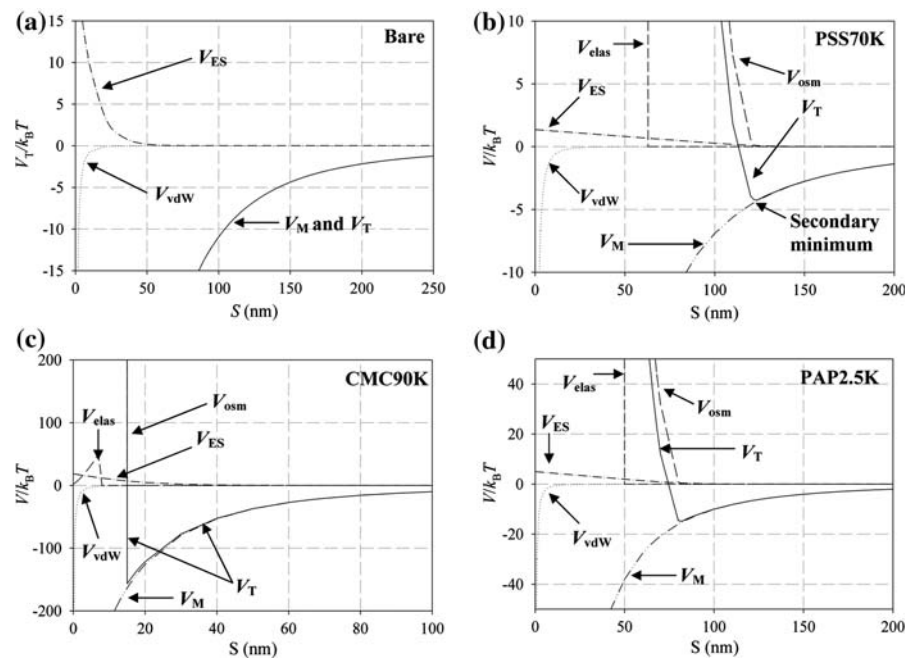 (a)
Bare
V_T/k_BT
15
10
5
0
-5
-10
-15
V_ES
V_vdW
V_M and V_T
0 50 100 150 200 250
S (nm)
(b)
PSS70K
V/k_BT
10
5
0
-5
-10
V_elas
V_ES
V_osm
V_T
V_vdW
V_M
Secondary
minimum
0 50 100 150 200
S (nm)
(c)
CMC90K
V/k_BT
200
100
0
-100
-200
V_elas
V_osm
V_ES
V_vdW
V_T
V_M
0 20 40 60 80 100
S (nm)
(d)
PAP2.5K
V/k_BT
40
20
0
-20
-40
V_elas
V_osm
V_ES
V_T
V_vdW
V_M
0 50 100 150 200
S (nm)